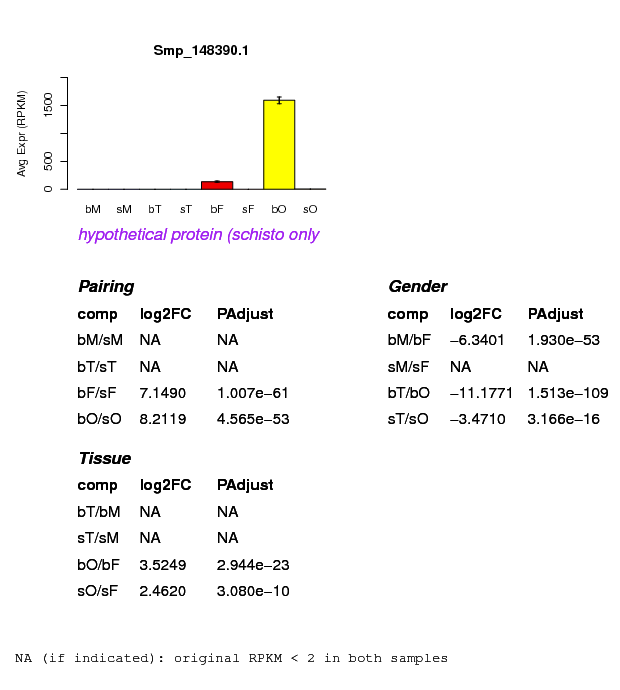 Smp_148390.1
Avg Expr (RPKM)
1500
500
0
bM sM bT sT bF sF bO sO
hypothetical protein (schisto only
Pairing
comp log2FC PAdjust
bM/sM NA NA
bT/sT NA NA
bF/sF 7.1490 1.007e−61
bO/sO 8.2119 4.565e−53
Gender
comp log2FC PAdjust
bM/bF −6.3401 1.930e−53
sM/sF NA NA
bT/bO −11.1771 1.513e−109
sT/sO −3.4710 3.166e−16
Tissue
comp log2FC PAdjust
bT/bM NA NA
sT/sM NA NA
bO/bF 3.5249 2.944e−23
sO/sF 2.4620 3.080e−10
NA (if indicated): original RPKM < 2 in both samples